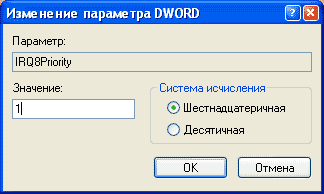 Изменение параметра DWORD
Параметр:
IRQ8Priority
Значение:
1
Система исчисления
Шестнадцатеричная
Десятичная
OK
Отмена